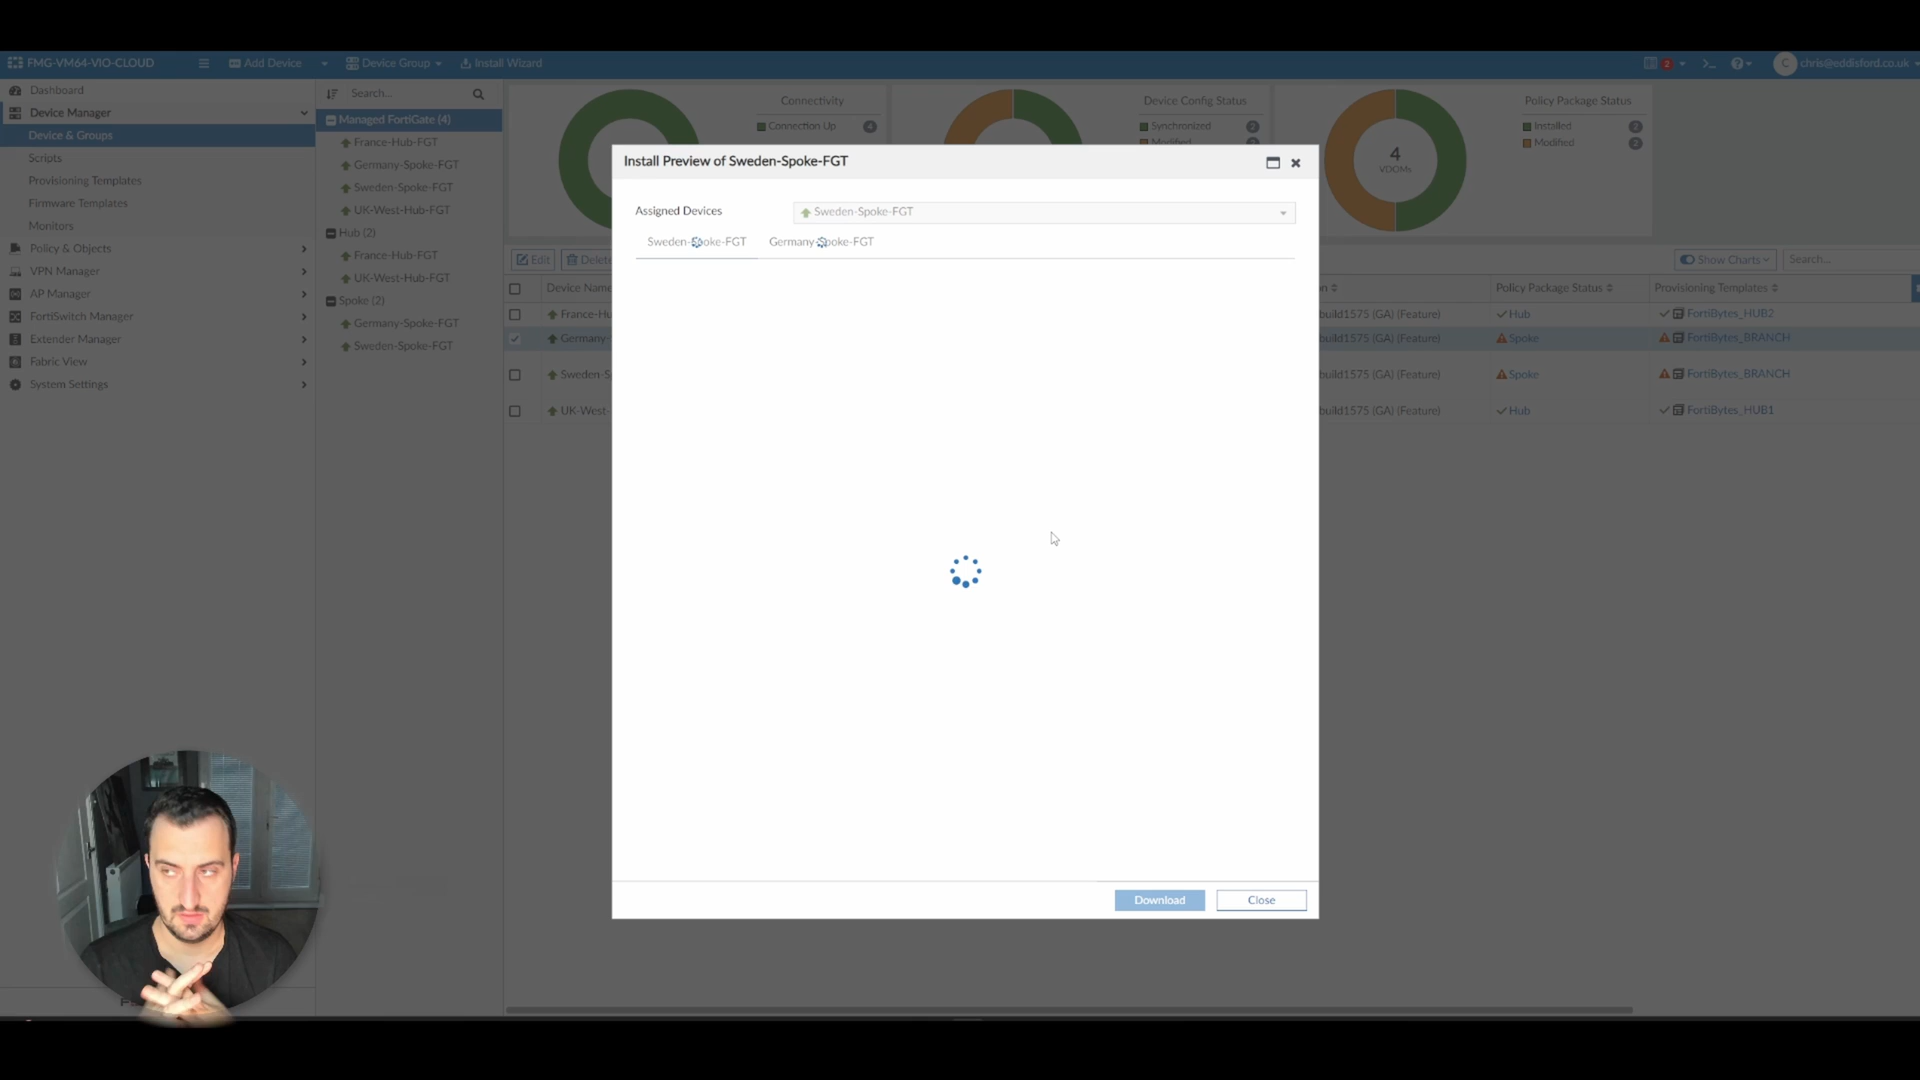 FMG-VM64-VIO-CLOUD
Add Device
Device Group
Install Wizard
2
C
chris@eddisford.co.uk
Dashboard
Device Manager
Device & Groups
Scripts
Provisioning Templates
Firmware Templates
Monitors
Policy & Objects
VPN Manager
AP Manager
FortiSwitch Manager
Extender Manager
Fabric View
System Settings
Search...
Managed FortiGate (4)
France-Hub-FGT
Germany-Spoke-FGT
Sweden-Spoke-FGT
UK-West-Hub-FGT
Hub (2)
France-Hub-FGT
UK-West-Hub-FGT
Spoke (2)
Germany-Spoke-FGT
Sweden-Spoke-FGT
Connectivity
Connection Up 4
Device Config Status
Synchronized 2
Modified 2
Policy Package Status
Installed 2
Modified 2
4
VDOMs
Edit
Delete
Show Charts
Search...
Device Name
Policy Package Status
Provisioning Templates
France-Hu
build1575 (GA) (Feature)
Hub
FortiBytes_HUB2
Germany-
build1575 (GA) (Feature)
Spoke
FortiBytes_BRANCH
Sweden-S
build1575 (GA) (Feature)
Spoke
FortiBytes_BRANCH
UK-West-
build1575 (GA) (Feature)
Hub
FortiBytes_HUB1
Install Preview of Sweden-Spoke-FGT
Assigned Devices
Sweden-Spoke-FGT
Sweden-Spoke-FGT
Germany-Spoke-FGT
Download
Close